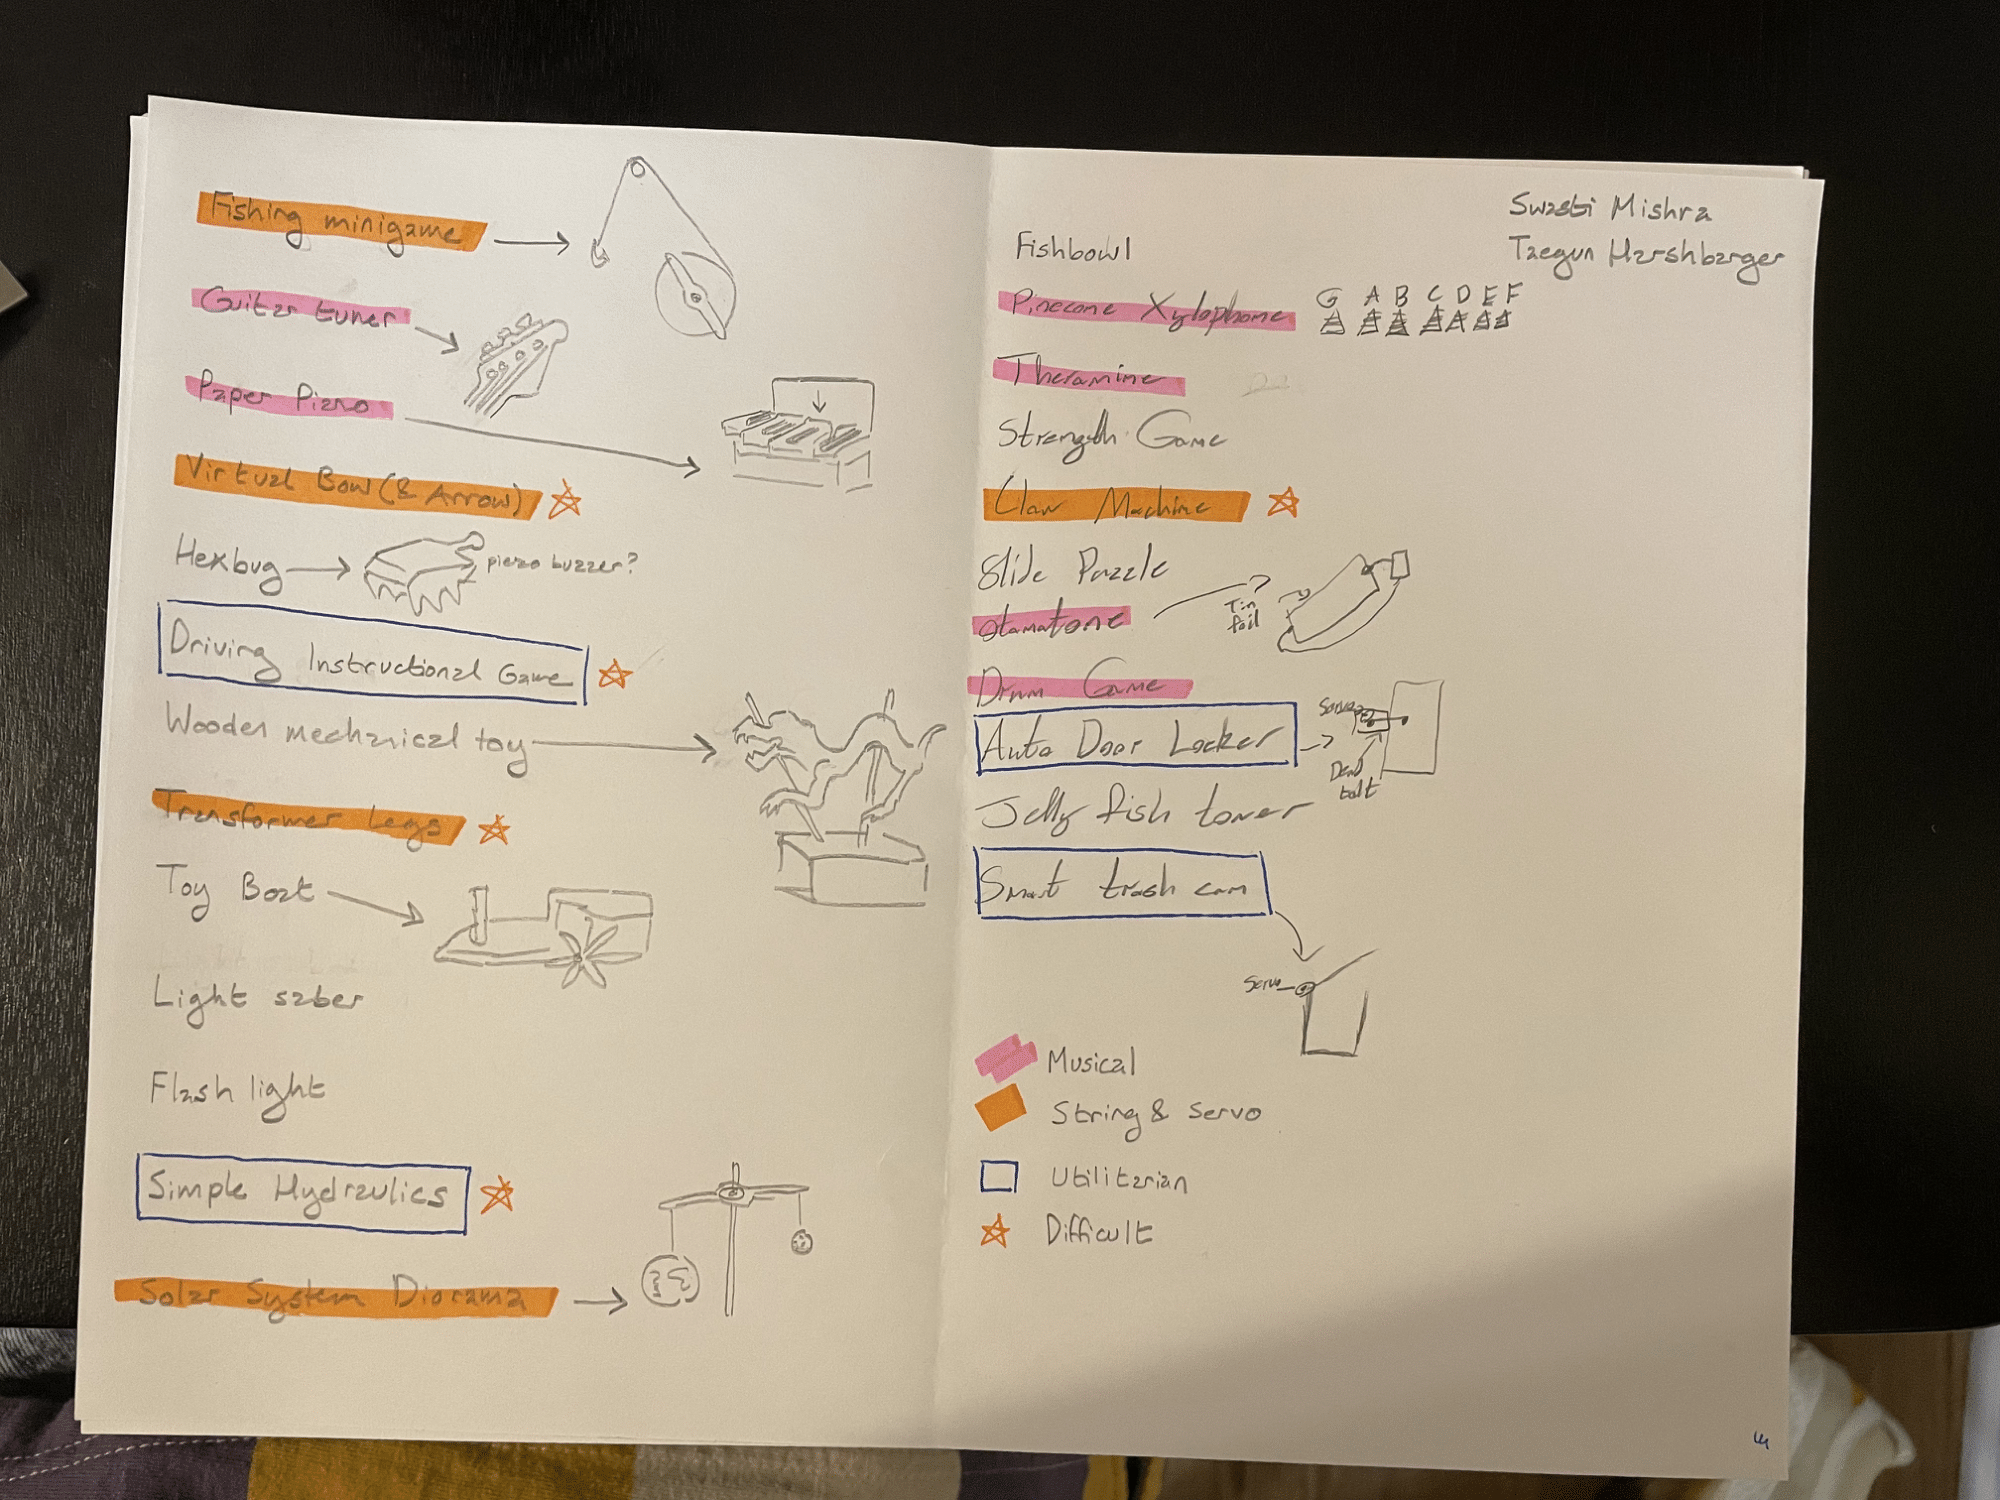 Fishing minigame
Guitar tuner
Paper Piano
Virtual Bow (& Arrow)
Hexbug
piezo buzzer?
Driving Instructional Game
Wooden mechanical toy
Transformer Legs
Toy Boat
Light saber
Flash light
Simple Hydraulics
Solar System Diorama
Swasti Mishra
Taegun Harshbarger
Fishbowl
Pinecone Xylophone
G A B C D E F
Theramine
Strength Game
Claw Machine
Slide Puzzle
Otamatone
Tin
foil
Drum Game
Auto Door Locker
Servo
Dead
bolt
Jelly fish tower
Smart trash can
Servo
Musical
String & Servo
Utilitarian
Difficult